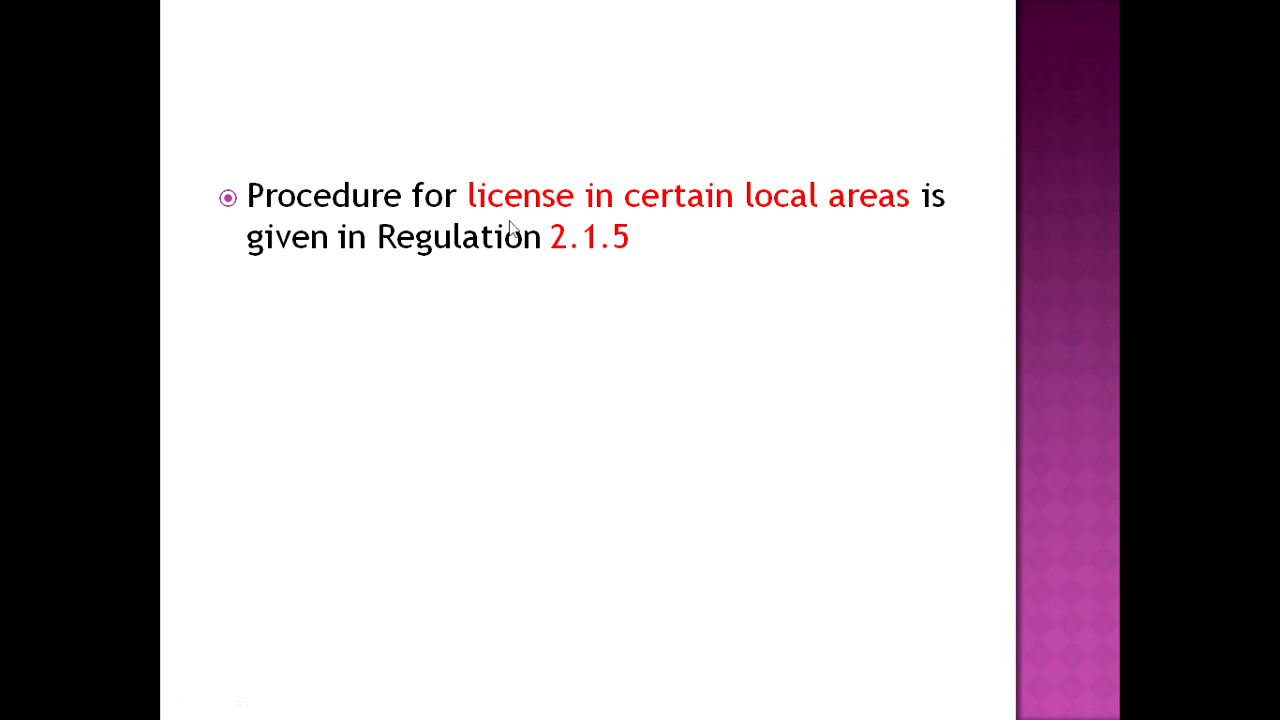 Procedure for license in certain local areas is
given in Regulation 2.1.5